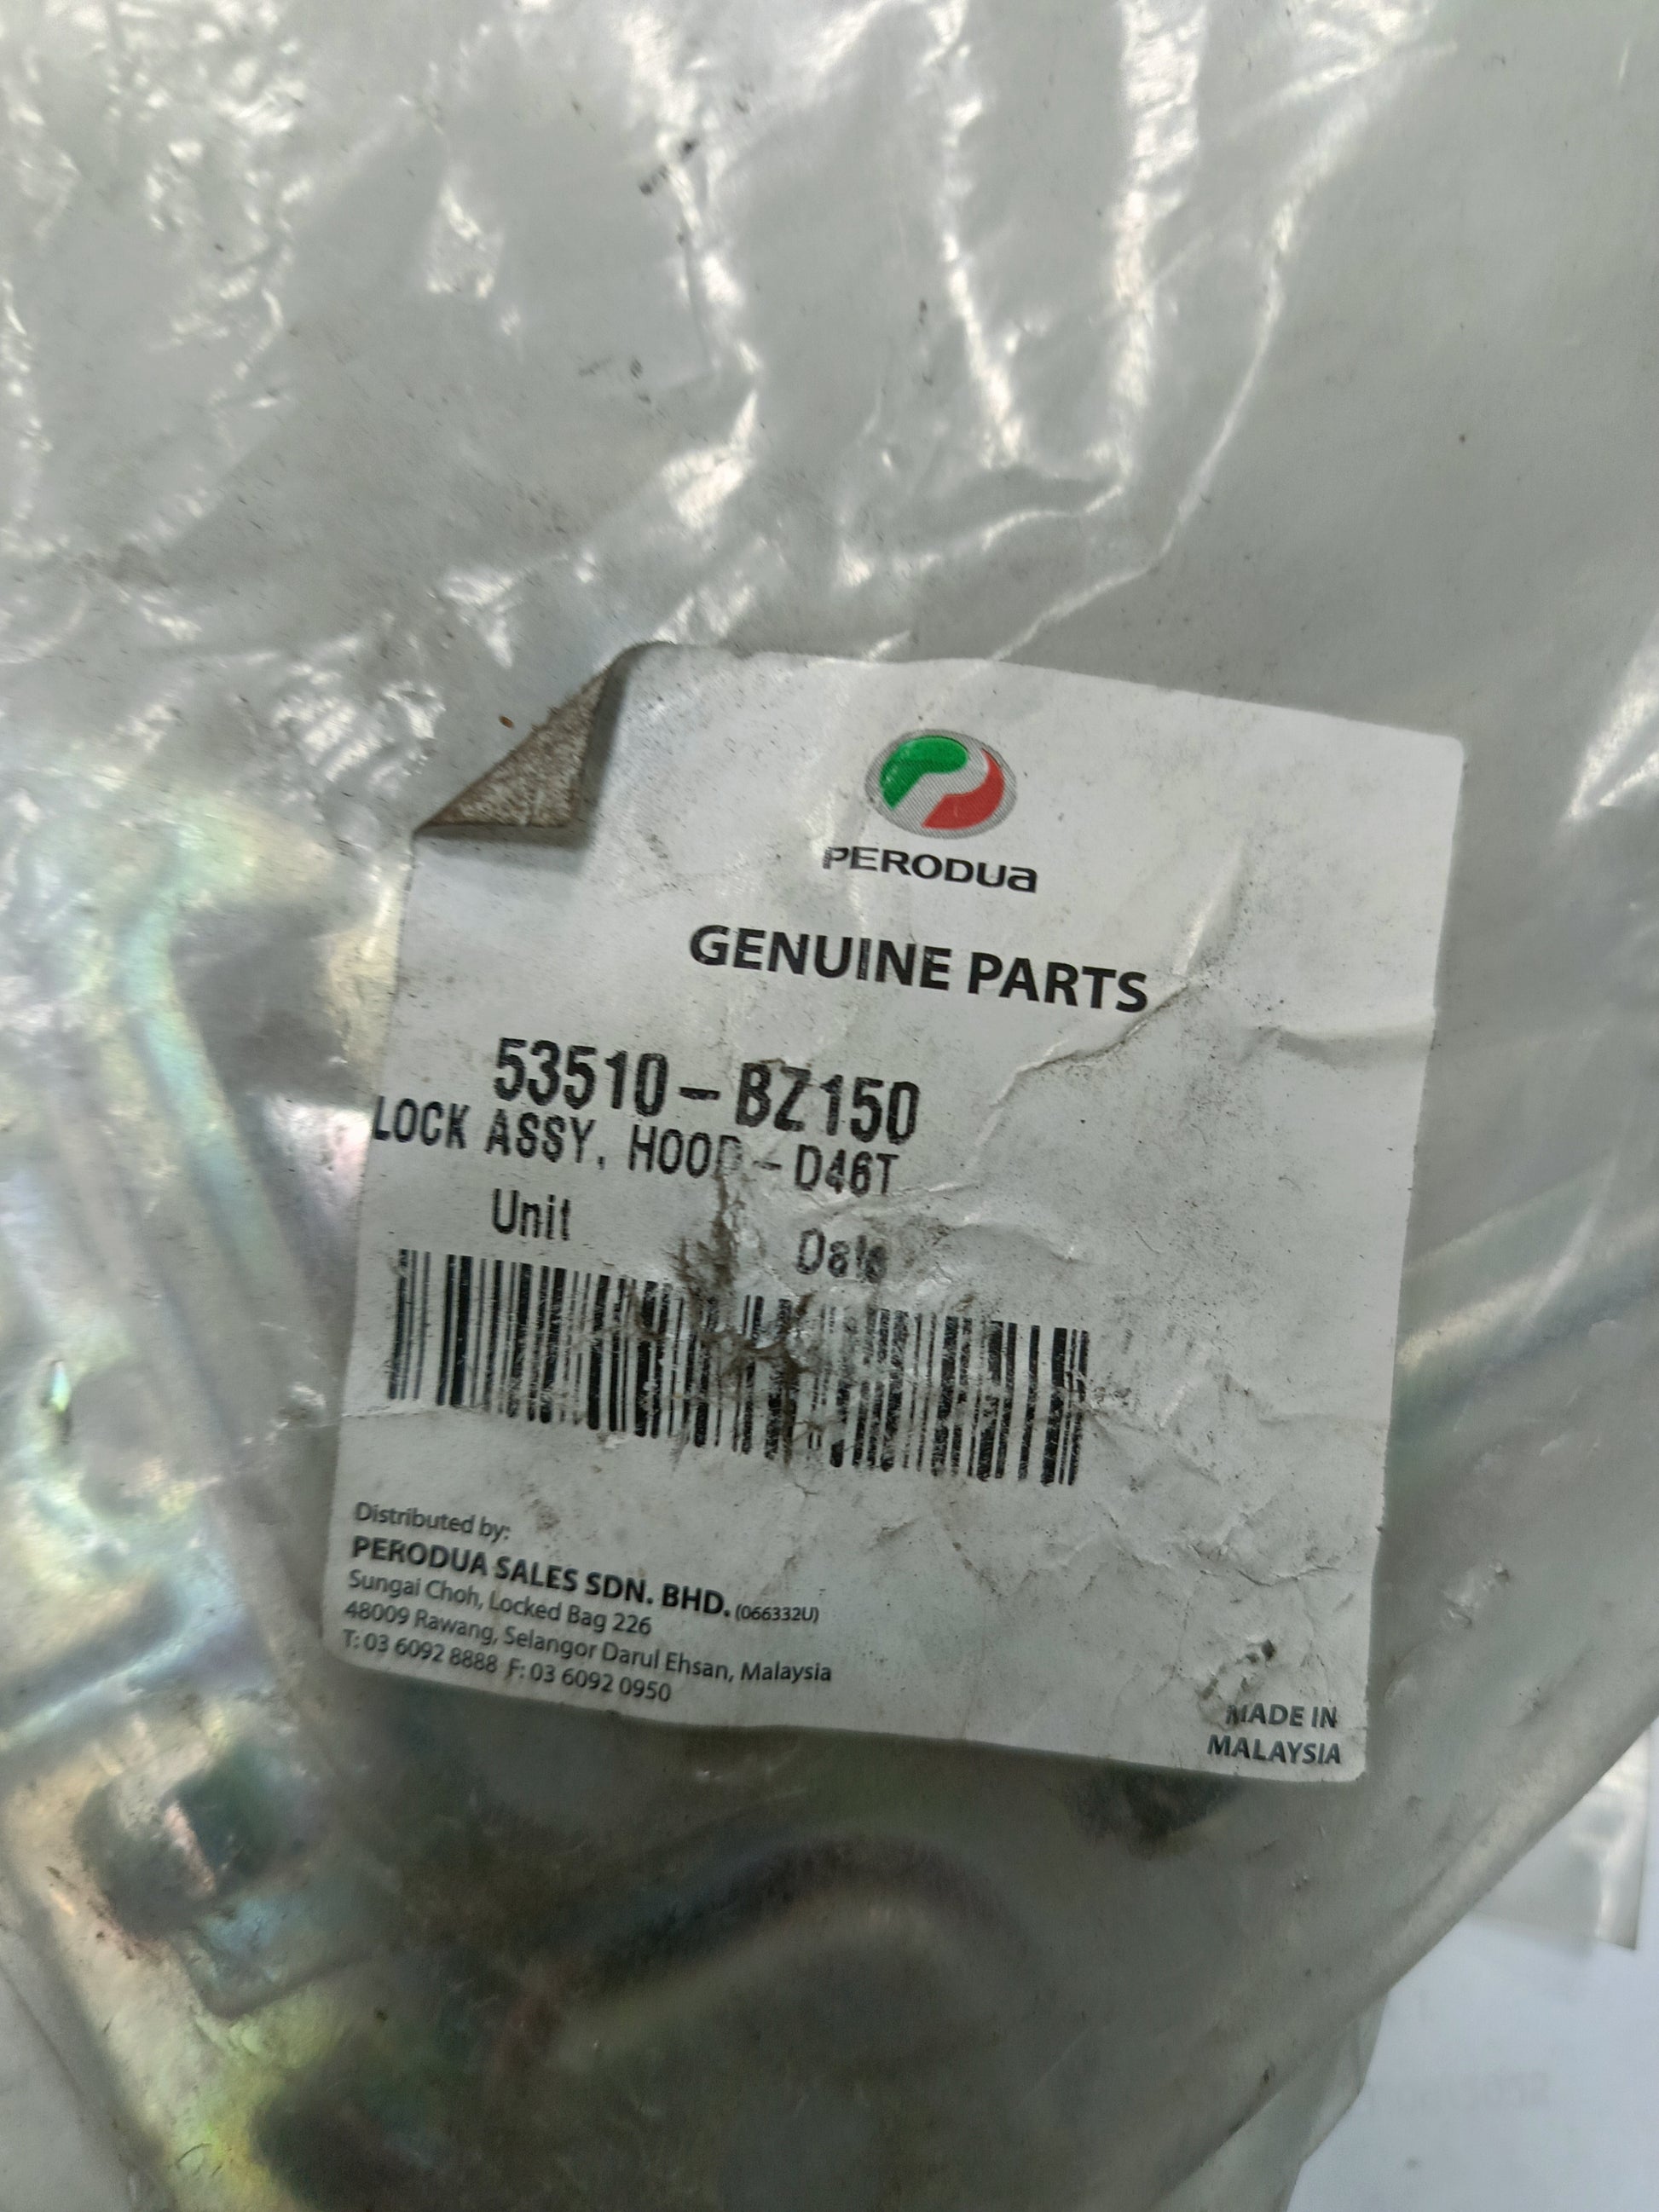 PERODUA
GENUINE PARTS
53510-BZ150
LOCK ASSY, HOOD-D46T
Unit Date
Distributed by:
PERODUA SALES SDN. BHD. (066332U)
Sungai Choh, Locked Bag 226
48009 Rawang, Selangor Darul Ehsan, Malaysia
T: 03 6092 8888 F: 03 6092 0950
MADE IN
MALAYSIA